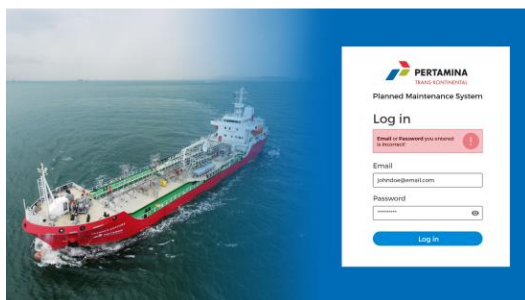 PERTAMINA
TRANS KONTINENTAL
Planned Maintenance System
Log in
Email or Password you entered
is incorrect!
Email
johndoe@email.com
Password
*********
Log in